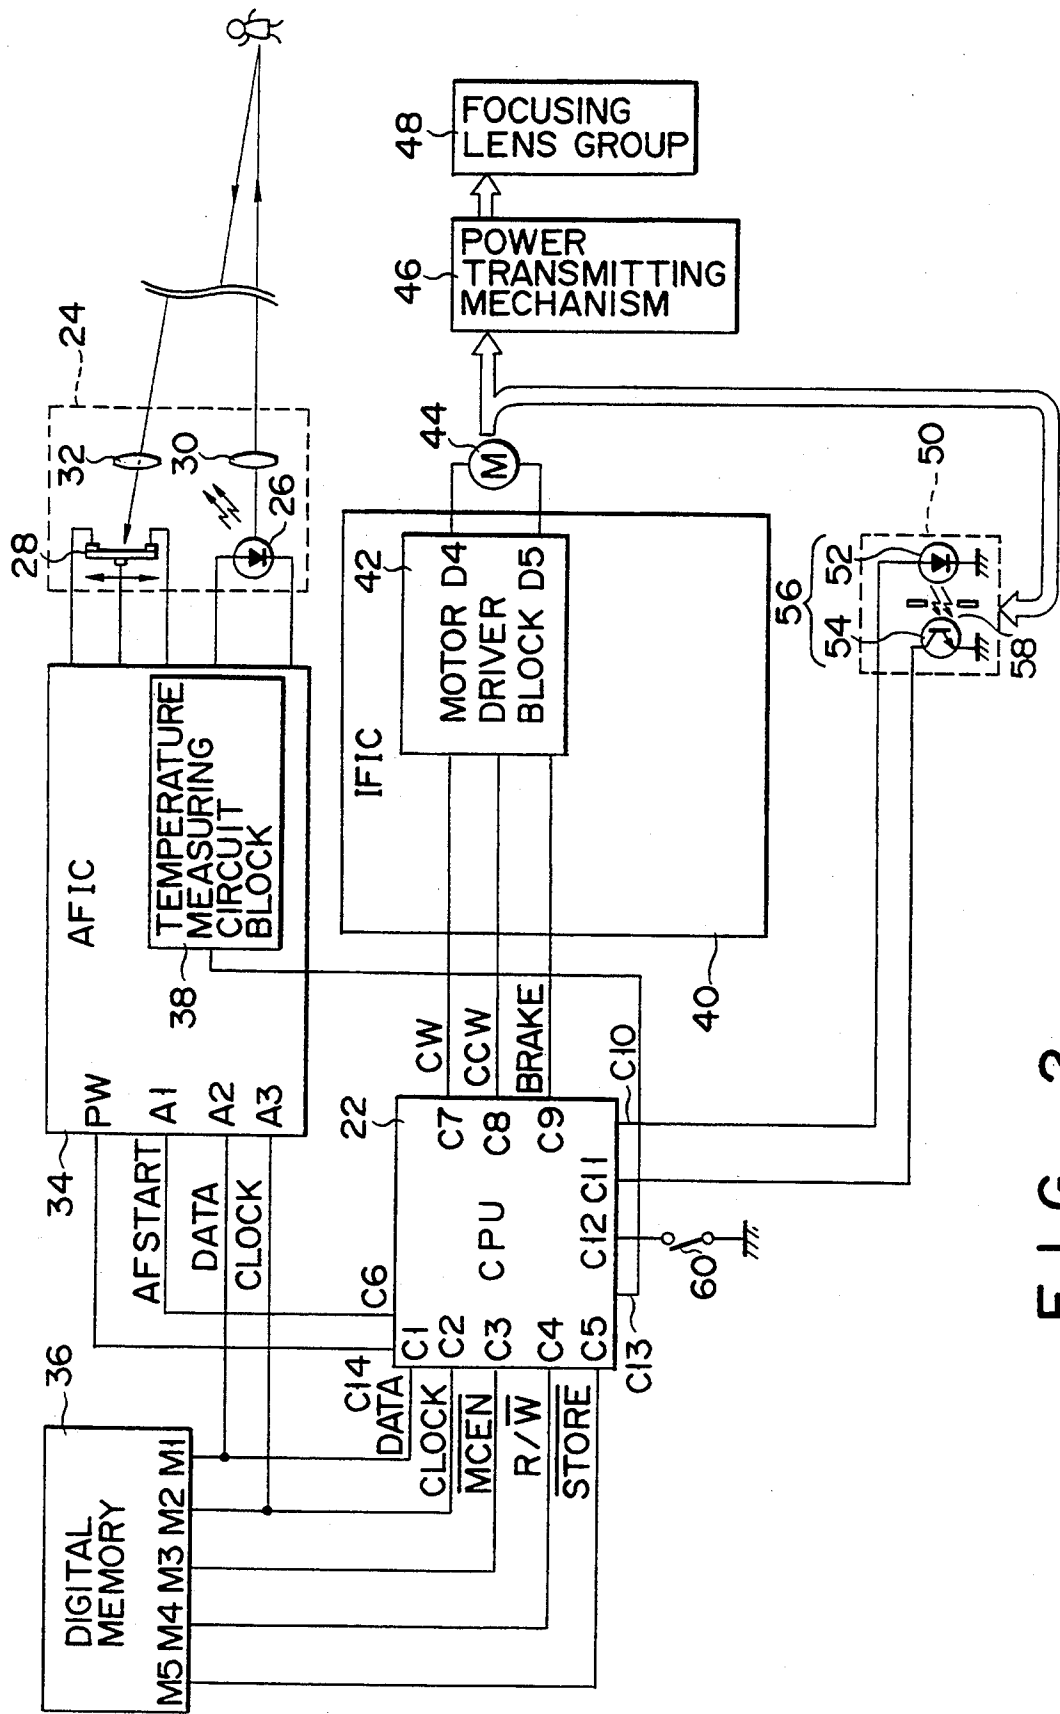 36
DIGITAL
MEMORY
M5 M4 M3 M2 M1
34
AFIC
PW
A1
A2
A3
AFSTART
DATA
CLOCK
38
TEMPERATURE
MEASURING
CIRCUIT
BLOCK
24
28
32
30
26
C14
DATA
CLOCK
MCEN
R/W
STORE
C6
22
C1
C2
C3
C4
C5
CPU
C7
C8
C9
C13
C12
C11
C10
60
CW
CCW
BRAKE
IFIC
40
42
MOTOR D4
DRIVER
BLOCK D5
44
M
46
POWER
TRANSMITTING
MECHANISM
48
FOCUSING
LENS GROUP
56
54
52
50
58
FIG.